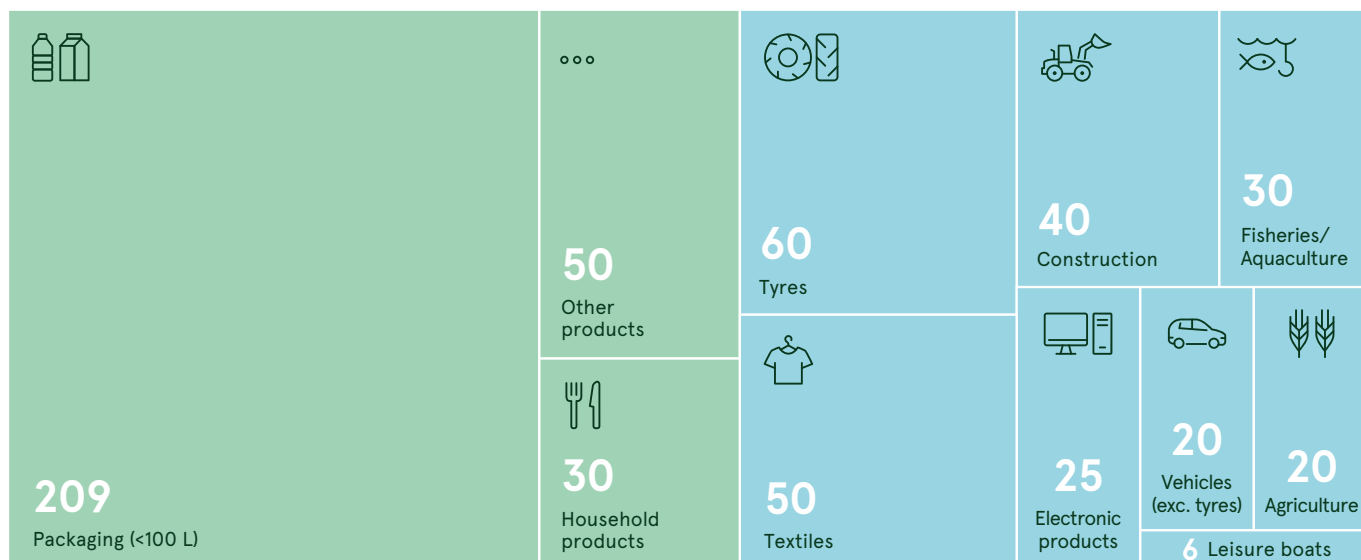 209
Packaging (<100 L)
50
Other
products
30
Household
products
60
Tyres
50
Textiles
40
Construction
30
Fisheries/
Aquaculture
25
Electronic
products
20
Vehicles
(exc. tyres)
20
Agriculture
6 Leisure boats